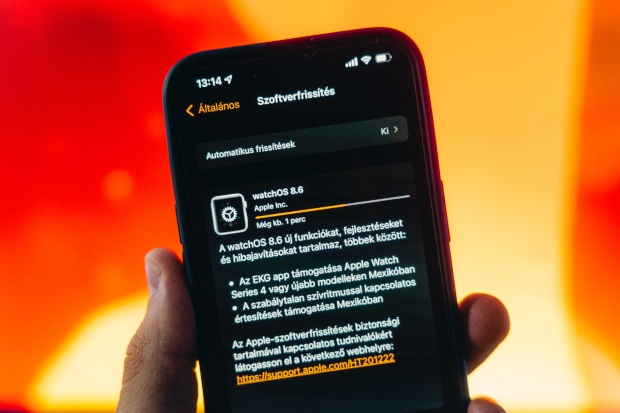 13:14
Általános Szoftverfrissítés
Automatikus frissítések Ki
watchOS 8.6
Apple Inc.
Még kb. 1 perc
A watchOS 8.6 új funkciókat, fejlesztéseket
és hibajavításokat tartalmaz, többek között:
• Az EKG app támogatása Apple Watch
Series 4 vagy újabb modelleken Mexikóban
• A szabálytalan szívritmussal kapcsolatos
értesítések támogatása Mexikóban
Az Apple-szoftverfrissítések biztonsági
tartalmával kapcsolatos tudnivalókért
látogasson el a következő webhelyre:
https://support.apple.com/HT201222